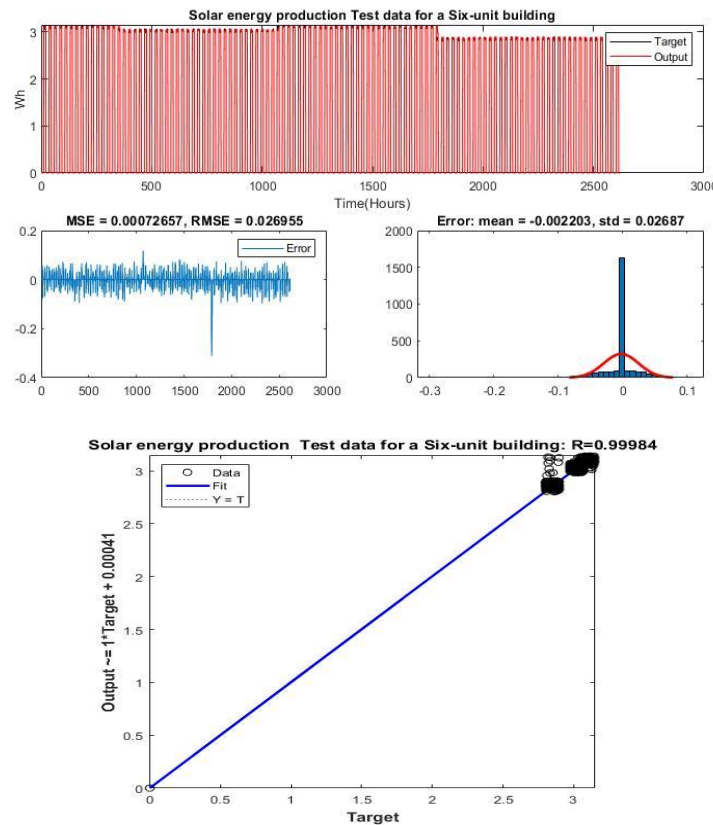 Solar energy production Test data for a Six-unit building
3
2
1
0
Wh
Target
Output
0 500 1000 1500 2000 2500 3000
Time(Hours)
MSE = 0.00072657, RMSE = 0.026955
0.2
0
-0.2
-0.4
Error
0 500 1000 1500 2000 2500 3000
Error: mean = -0.002203, std = 0.02687
2000
1500
1000
500
0
-0.3 -0.2 -0.1 0 0.1
Solar energy production Test data for a Six-unit building: R=0.99984
Data
Fit
Y = T
3
2.5
2
1.5
1
0.5
0
Output ~= 1*Target + 0.00041
0 0.5 1 1.5 2 2.5 3
Target